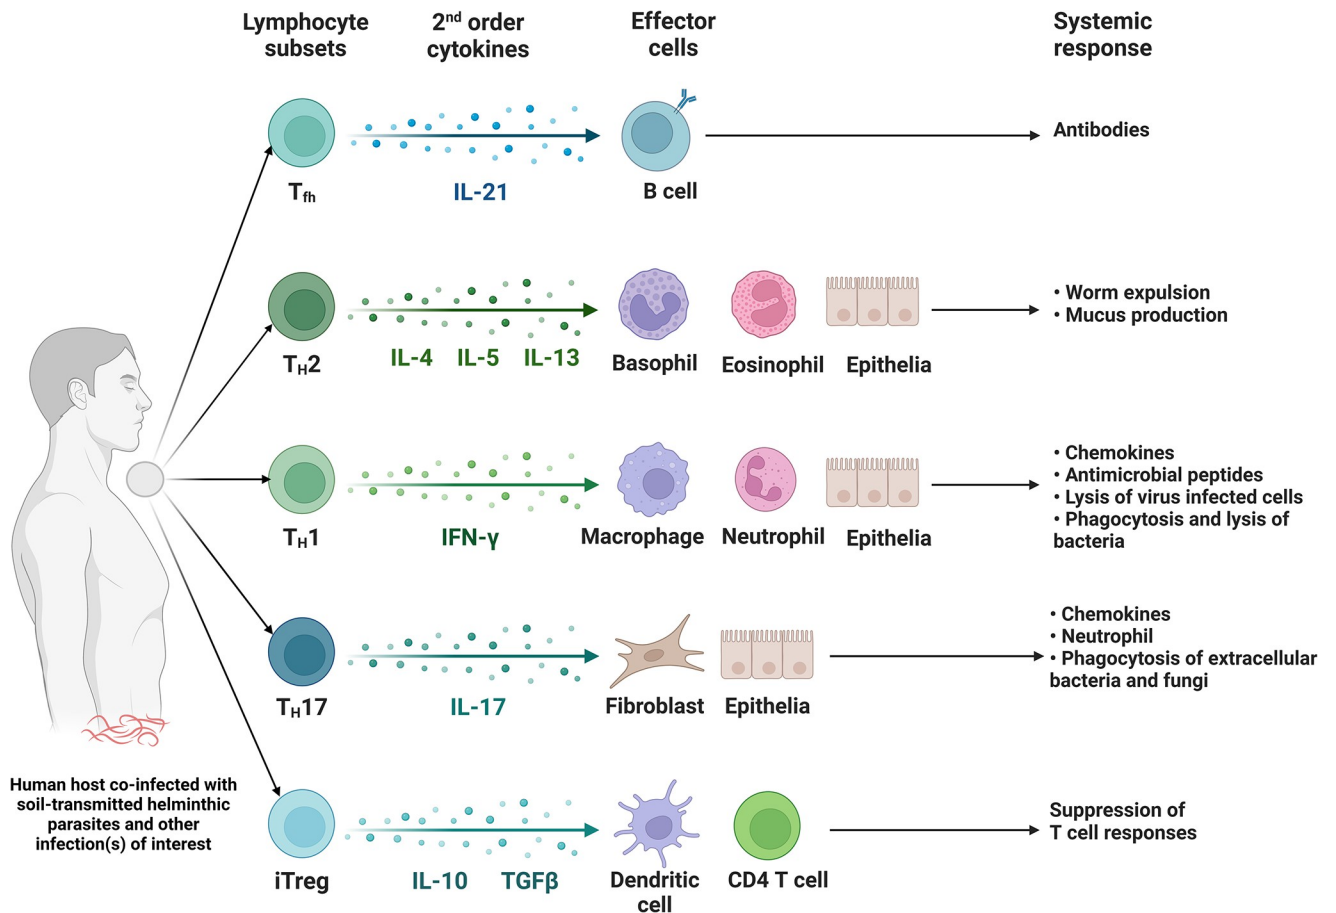 Lymphocyte
subsets
2nd order
cytokines
Effector
cells
Systemic
response
Tfh
IL-21
B cell
Antibodies
TH2
IL-4 IL-5 IL-13
Basophil Eosinophil Epithelia
• Worm expulsion
• Mucus production
TH1
IFN-γ
Macrophage Neutrophil Epithelia
• Chemokines
• Antimicrobial peptides
• Lysis of virus infected cells
• Phagocytosis and lysis of
bacteria
TH17
IL-17
Fibroblast Epithelia
• Chemokines
• Neutrophil
• Phagocytosis of extracellular
bacteria and fungi
Human host co-infected with
soil-transmitted helminthic
parasites and other
infection(s) of interest
iTreg
IL-10 TGFβ
Dendritic
cell
CD4 T cell
Suppression of
T cell responses